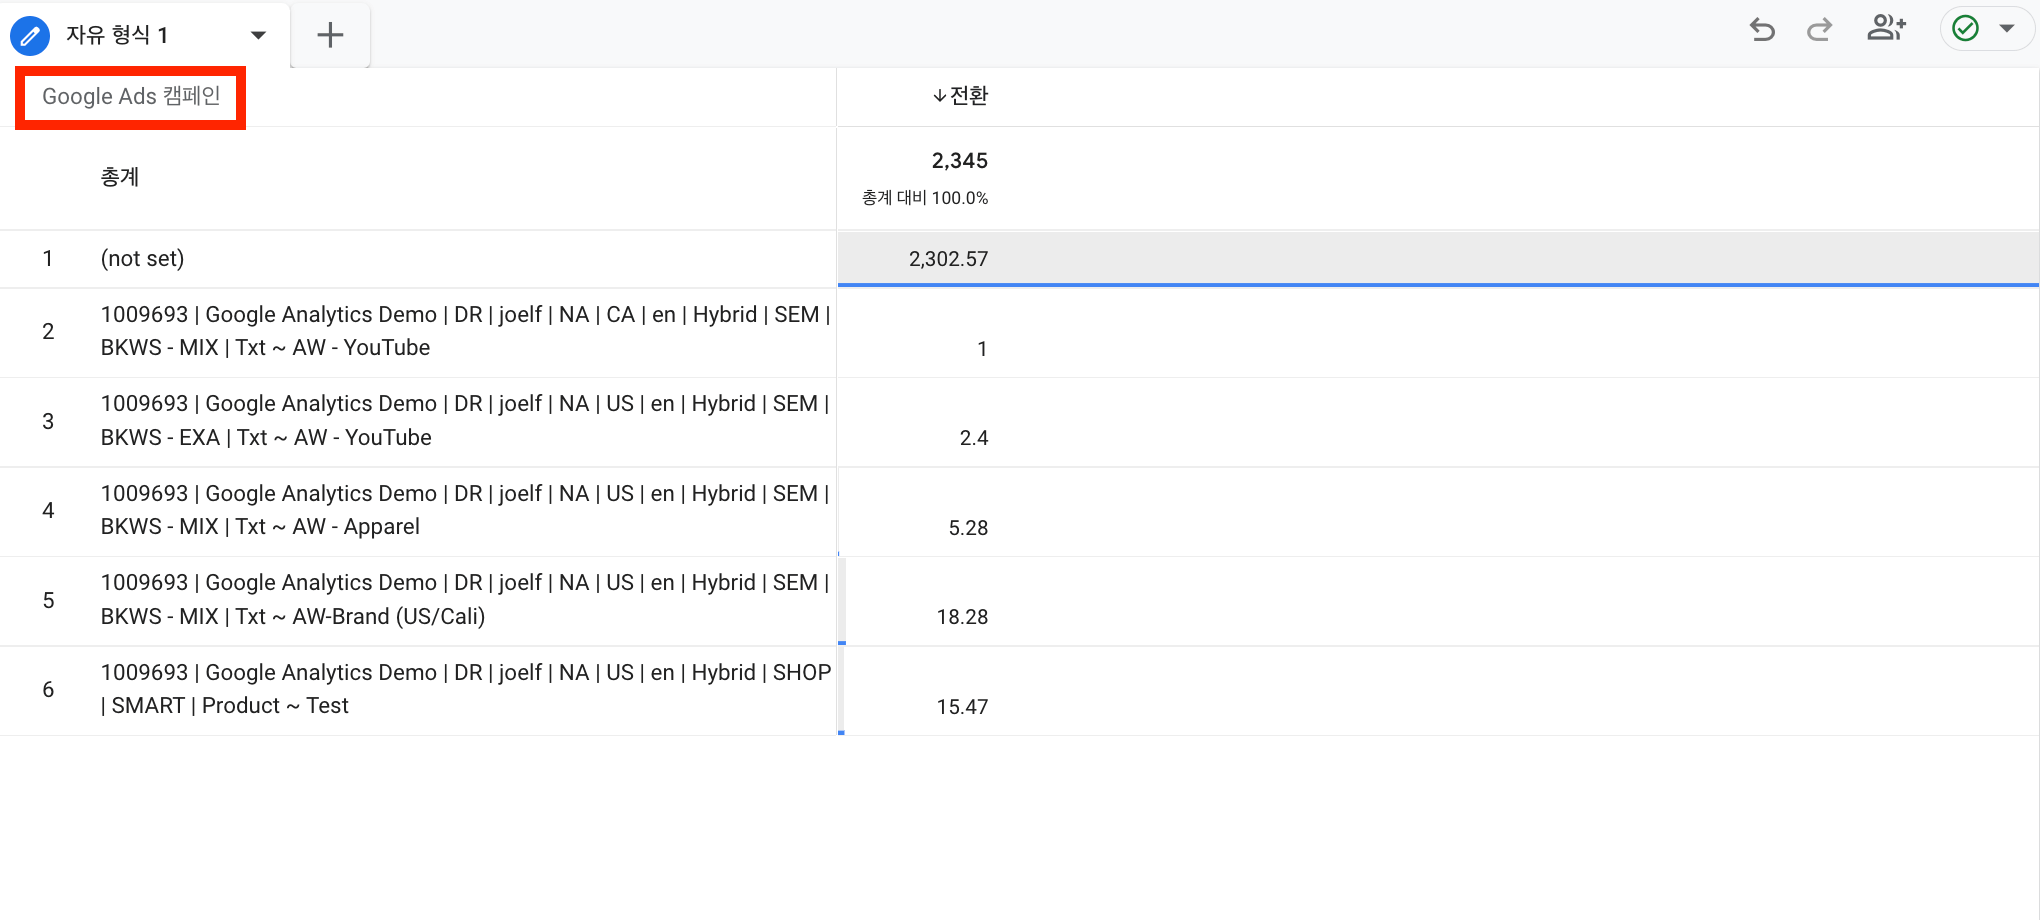 자유 형식 1
Google Ads 캠페인
↓전환
총계
2,345
총계 대비 100.0%
1 (not set) 2,302.57
2 1009693 | Google Analytics Demo | DR | joelf | NA | CA | en | Hybrid | SEM |
BKWS - MIX | Txt ~ AW - YouTube
1
3 1009693 | Google Analytics Demo | DR | joelf | NA | US | en | Hybrid | SEM |
BKWS - EXA | Txt ~ AW - YouTube
2.4
4 1009693 | Google Analytics Demo | DR | joelf | NA | US | en | Hybrid | SEM |
BKWS - MIX | Txt ~ AW - Apparel
5.28
5 1009693 | Google Analytics Demo | DR | joelf | NA | US | en | Hybrid | SEM |
BKWS - MIX | Txt ~ AW-Brand (US/Cali)
18.28
6 1009693 | Google Analytics Demo | DR | joelf | NA | US | en | Hybrid | SHOP
| SMART | Product ~ Test
15.47